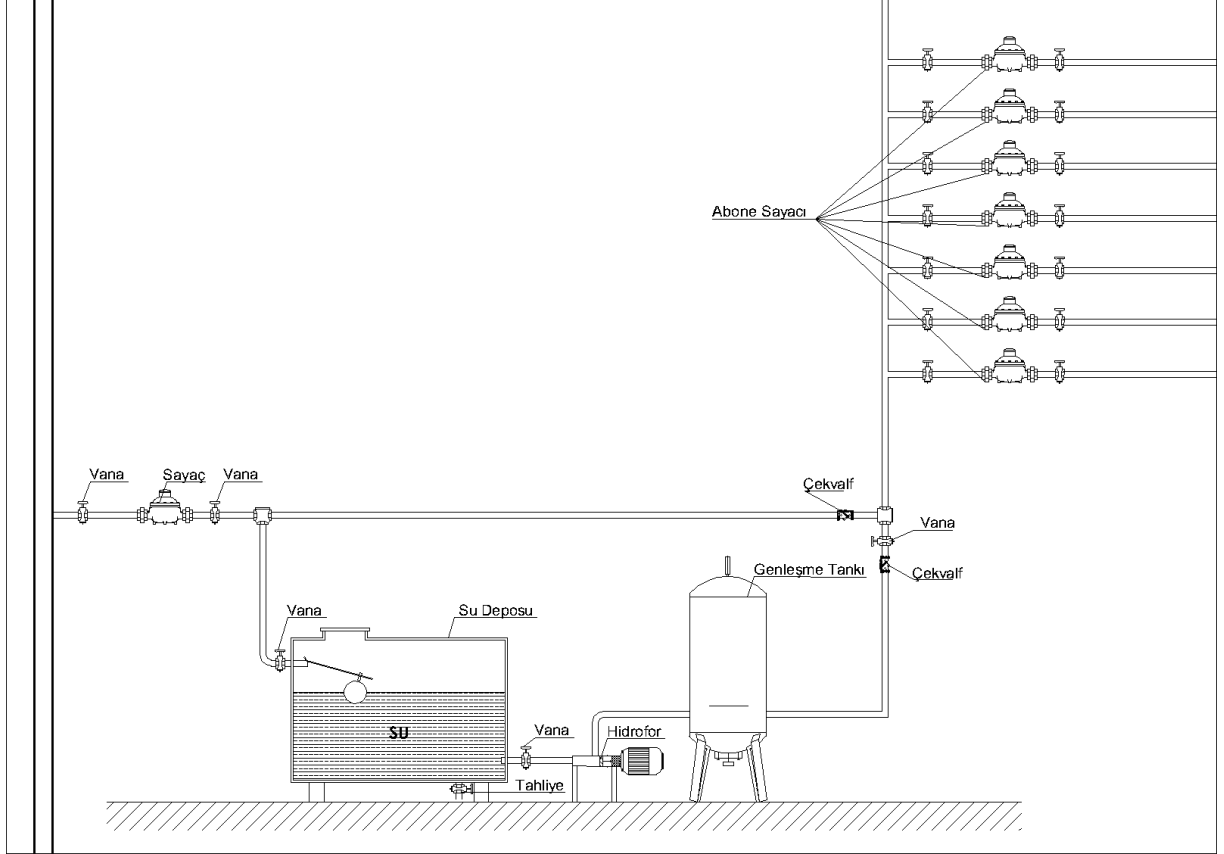 Abone Sayacı
Vana
Sayaç
Vana
Çekvalf
Vana
Genleşme Tankı
Çekvalf
Vana
Su Deposu
SU
Vana
Hidrofor
Tahliye